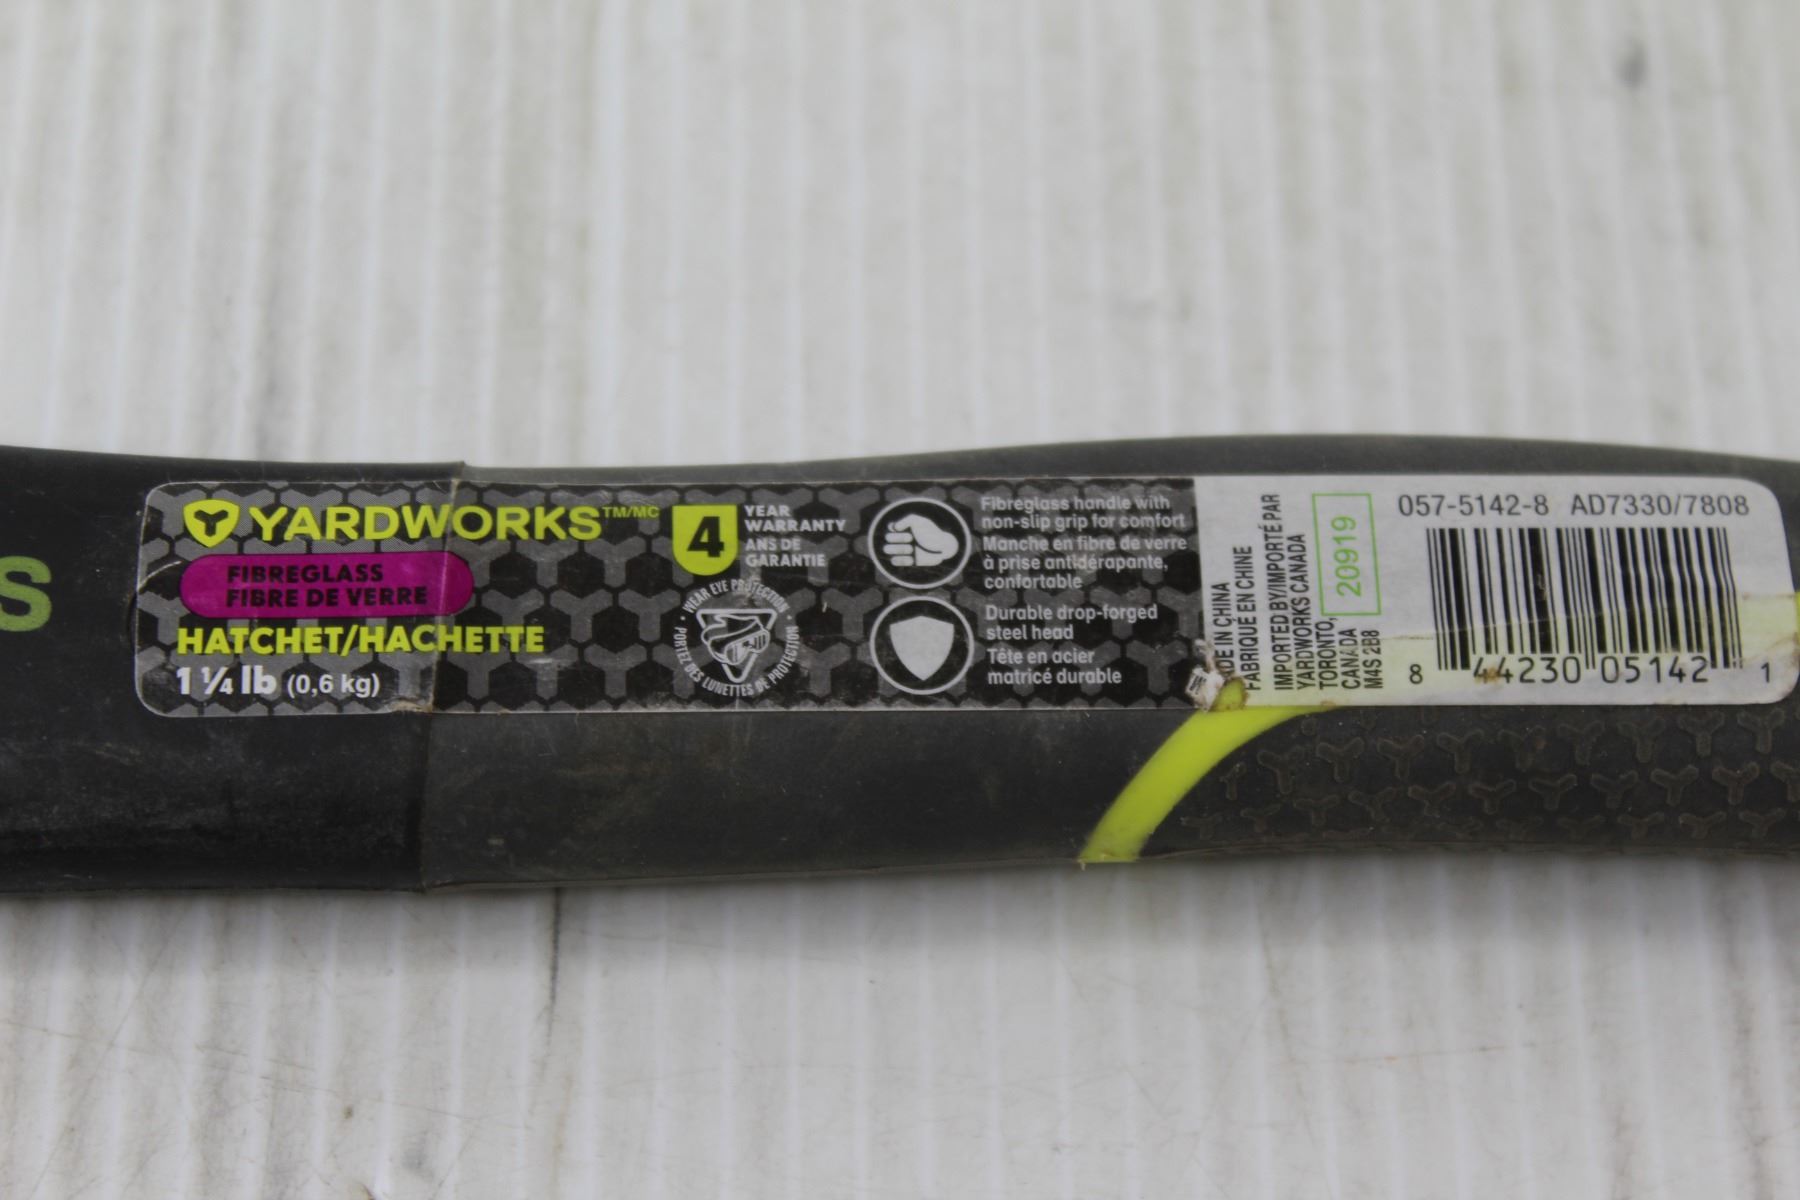 S
YARDWORKS™/MC
FIBREGLASS
FIBRE DE VERRE
HATCHET/HACHETTE
1 ¼ lb (0,6 kg)
4
YEAR
WARRANTY
ANS DE
GARANTIE
• WEAR EYE PROTECTION •
PORTEZ DES LUNETTES DE PROTECTION
Fibreglass handle with
non-slip grip for comfort
Manche en fibre de verre
à prise antidérapante,
confortable
Durable drop-forged
steel head
Tête en acier
matricé durable
DE IN CHINA
FABRIQUÉ EN CHINE
IMPORTED BY/IMPORTÉ PAR
YARDWORKS CANADA
TORONTO,
CANADA
M4S 2B8
20919
057-5142-8 AD7330/7808
8 44230 05142 1